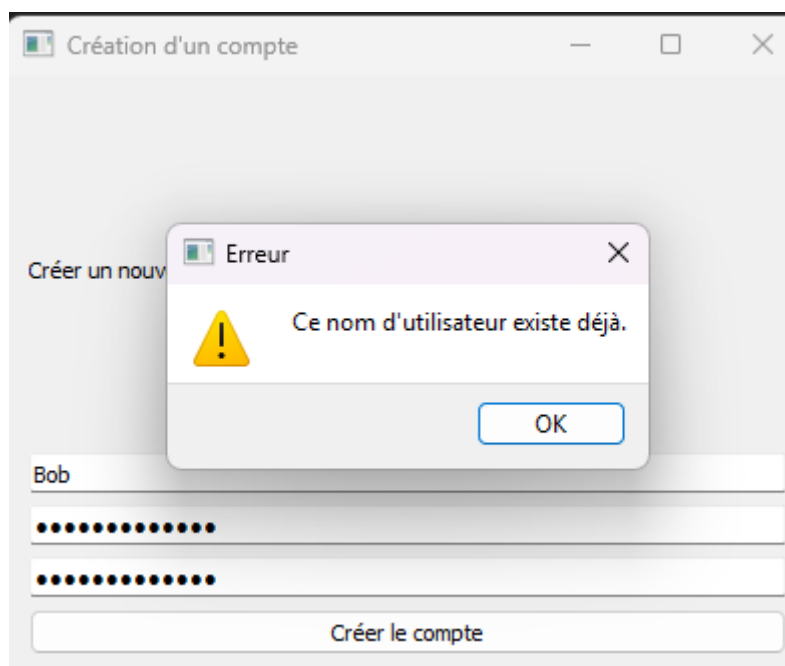 Création d'un compte
Erreur
Créer un nouv
Ce nom d'utilisateur existe déjà.
OK
Bob
•••••••••••••
•••••••••••••
Créer le compte